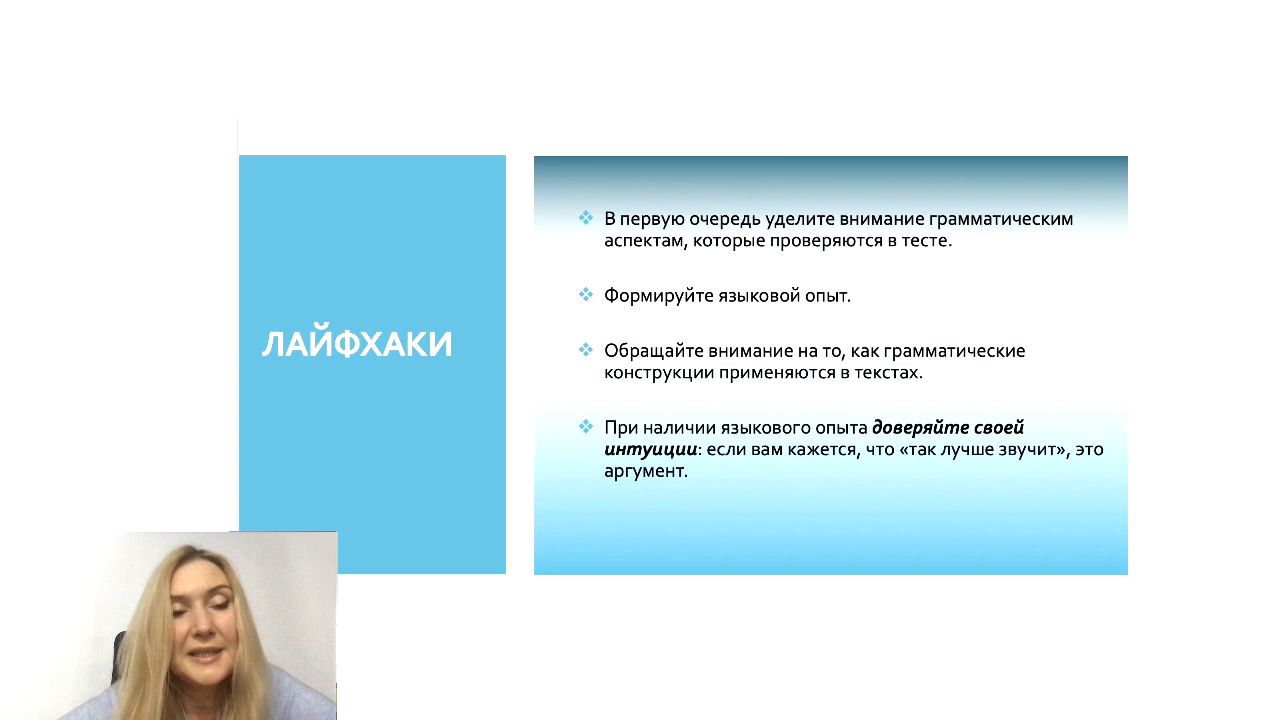 ЛАЙФХАКИ
В первую очередь уделите внимание грамматическим
аспектам, которые проверяются в тесте.
Формируйте языковой опыт.
Обращайте внимание на то, как грамматические
конструкции применяются в текстах.
При наличии языкового опыта доверяйте своей
интуиции: если вам кажется, что «так лучше звучит», это
аргумент.